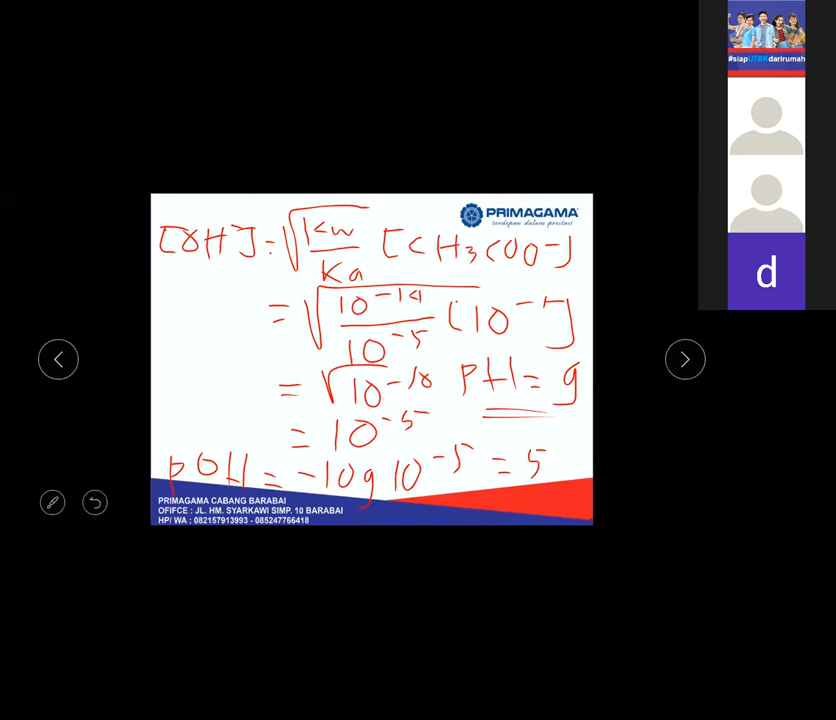 #siapUTBKdarirumah
PRIMAGAMA
terdepan dalam prestasi
[OH⁻] = √(Kw/Ka [CH₃COO⁻])
= √(10⁻¹⁴/10⁻⁵ [10⁻¹])
= √10⁻¹⁰ PH = 9
= 10⁻⁵
POH = -log 10⁻⁵ = 5
PRIMAGAMA CABANG BARABAI
OFIFCE : JL. HM. SYARKAWI SIMP. 10 BARABAI
HP/ WA : 082157913993 - 085247766418
d